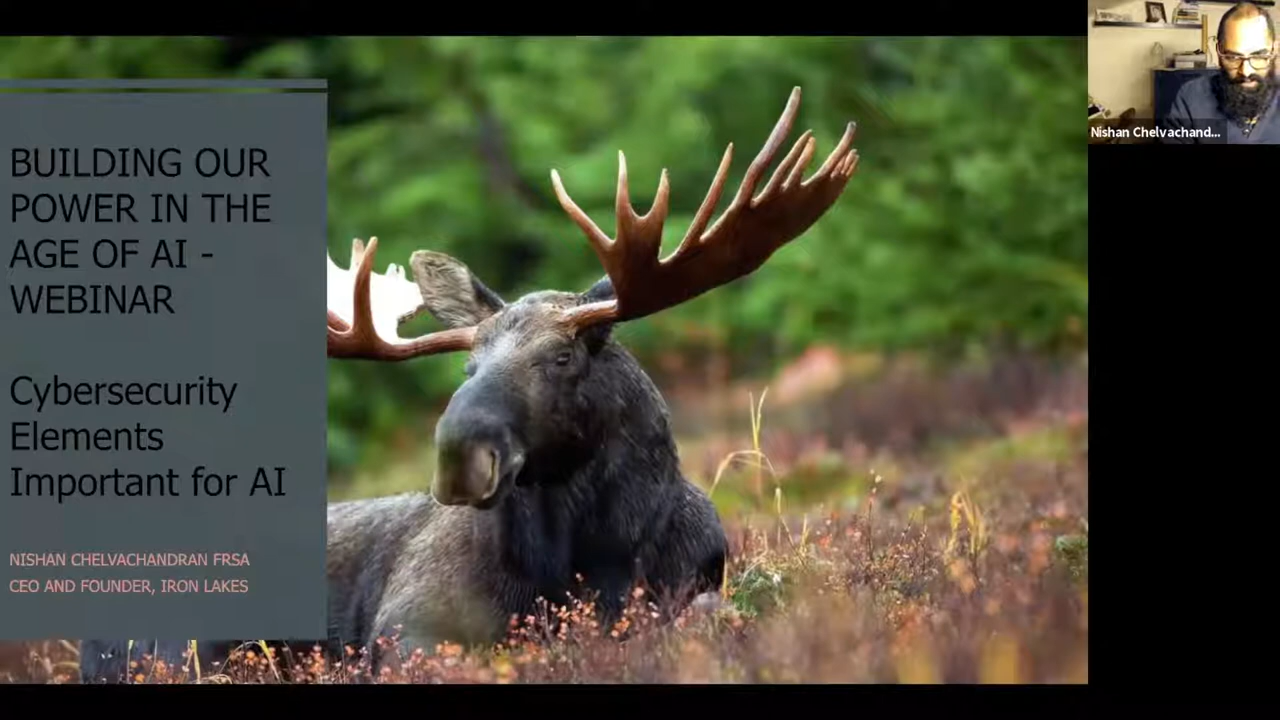 BUILDING OUR
POWER IN THE
AGE OF AI -
WEBINAR
Cybersecurity
Elements
Important for AI
NISHAN CHELVACHANDRAN FRSA
CEO AND FOUNDER, IRON LAKES
Nishan Chelvachand...